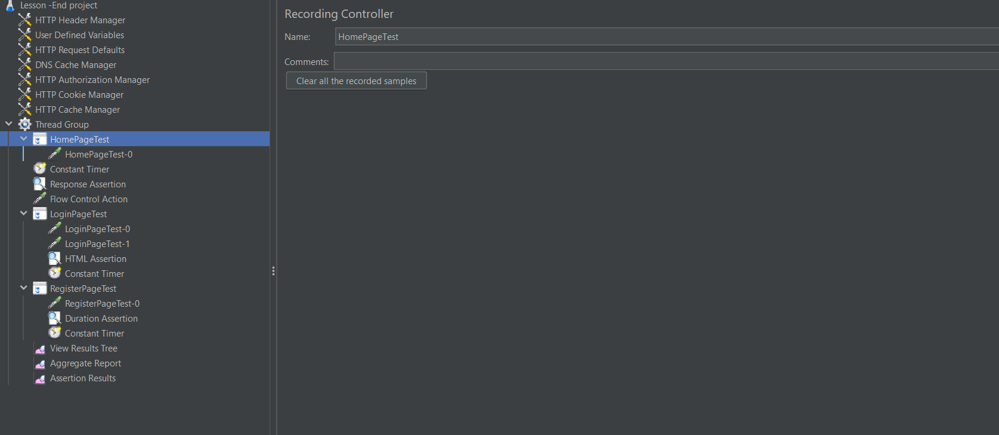 Lesson -End project
HTTP Header Manager
User Defined Variables
HTTP Request Defaults
DNS Cache Manager
HTTP Authorization Manager
HTTP Cookie Manager
HTTP Cache Manager
Thread Group
HomePageTest
HomePageTest-0
Constant Timer
Response Assertion
Flow Control Action
LoginPageTest
LoginPageTest-0
LoginPageTest-1
HTML Assertion
Constant Timer
RegisterPageTest
RegisterPageTest-0
Duration Assertion
Constant Timer
View Results Tree
Aggregate Report
Assertion Results
Recording Controller
Name: HomePageTest
Comments:
Clear all the recorded samples